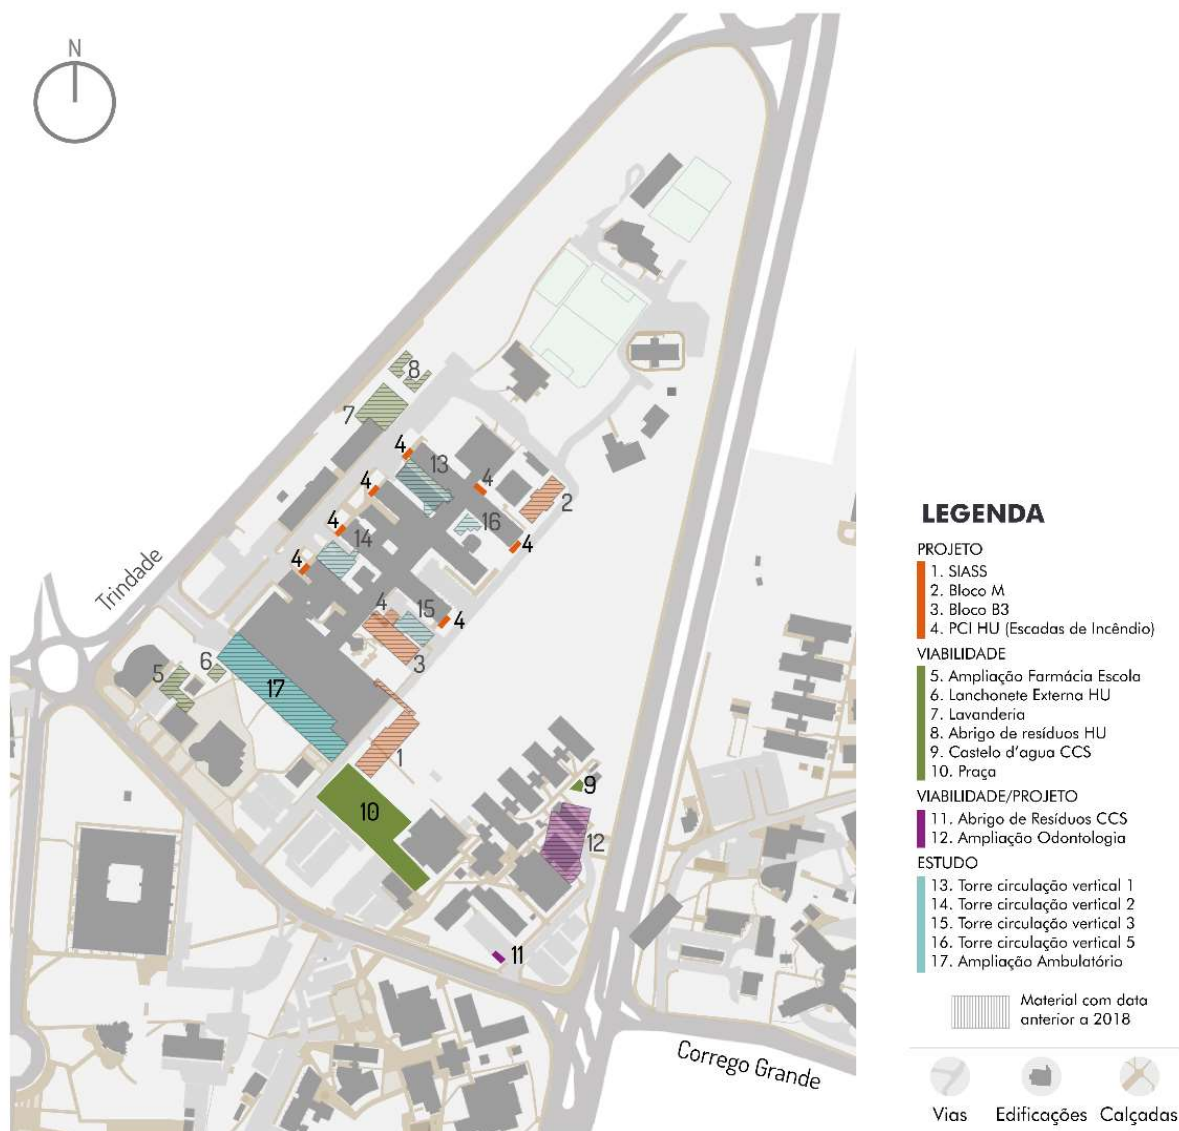 N
8
7
4
13
4
4
2
4
16
14
4
4
Trindade
4
15
4
6
3
5
17
1
9
10
12
11
Corrego Grande
LEGENDA
PROJETO
1. SIASS
2. Bloco M
3. Bloco B3
4. PCI HU (Escadas de Incêndio)
VIABILIDADE
5. Ampliação Farmácia Escola
6. Lanchonete Externa HU
7. Lavanderia
8. Abrigo de resíduos HU
9. Castelo d'agua CCS
10. Praça
VIABILIDADE/PROJETO
11. Abrigo de Resíduos CCS
12. Ampliação Odontologia
ESTUDO
13. Torre circulação vertical 1
14. Torre circulação vertical 2
15. Torre circulação vertical 3
16. Torre circulação vertical 5
17. Ampliação Ambulatório
Material com data
anterior a 2018
Vias Edificações Calçadas